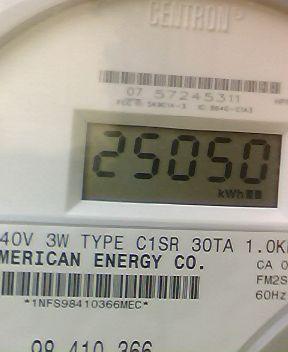 CENTRON®
07 57245311
25050
kWh
40V 3W TYPE C1SR 30TA 1.0K
MERICAN ENERGY CO.
CA 0
FM2S
60Hz
*1NFS98410366MEC*
98 410 366